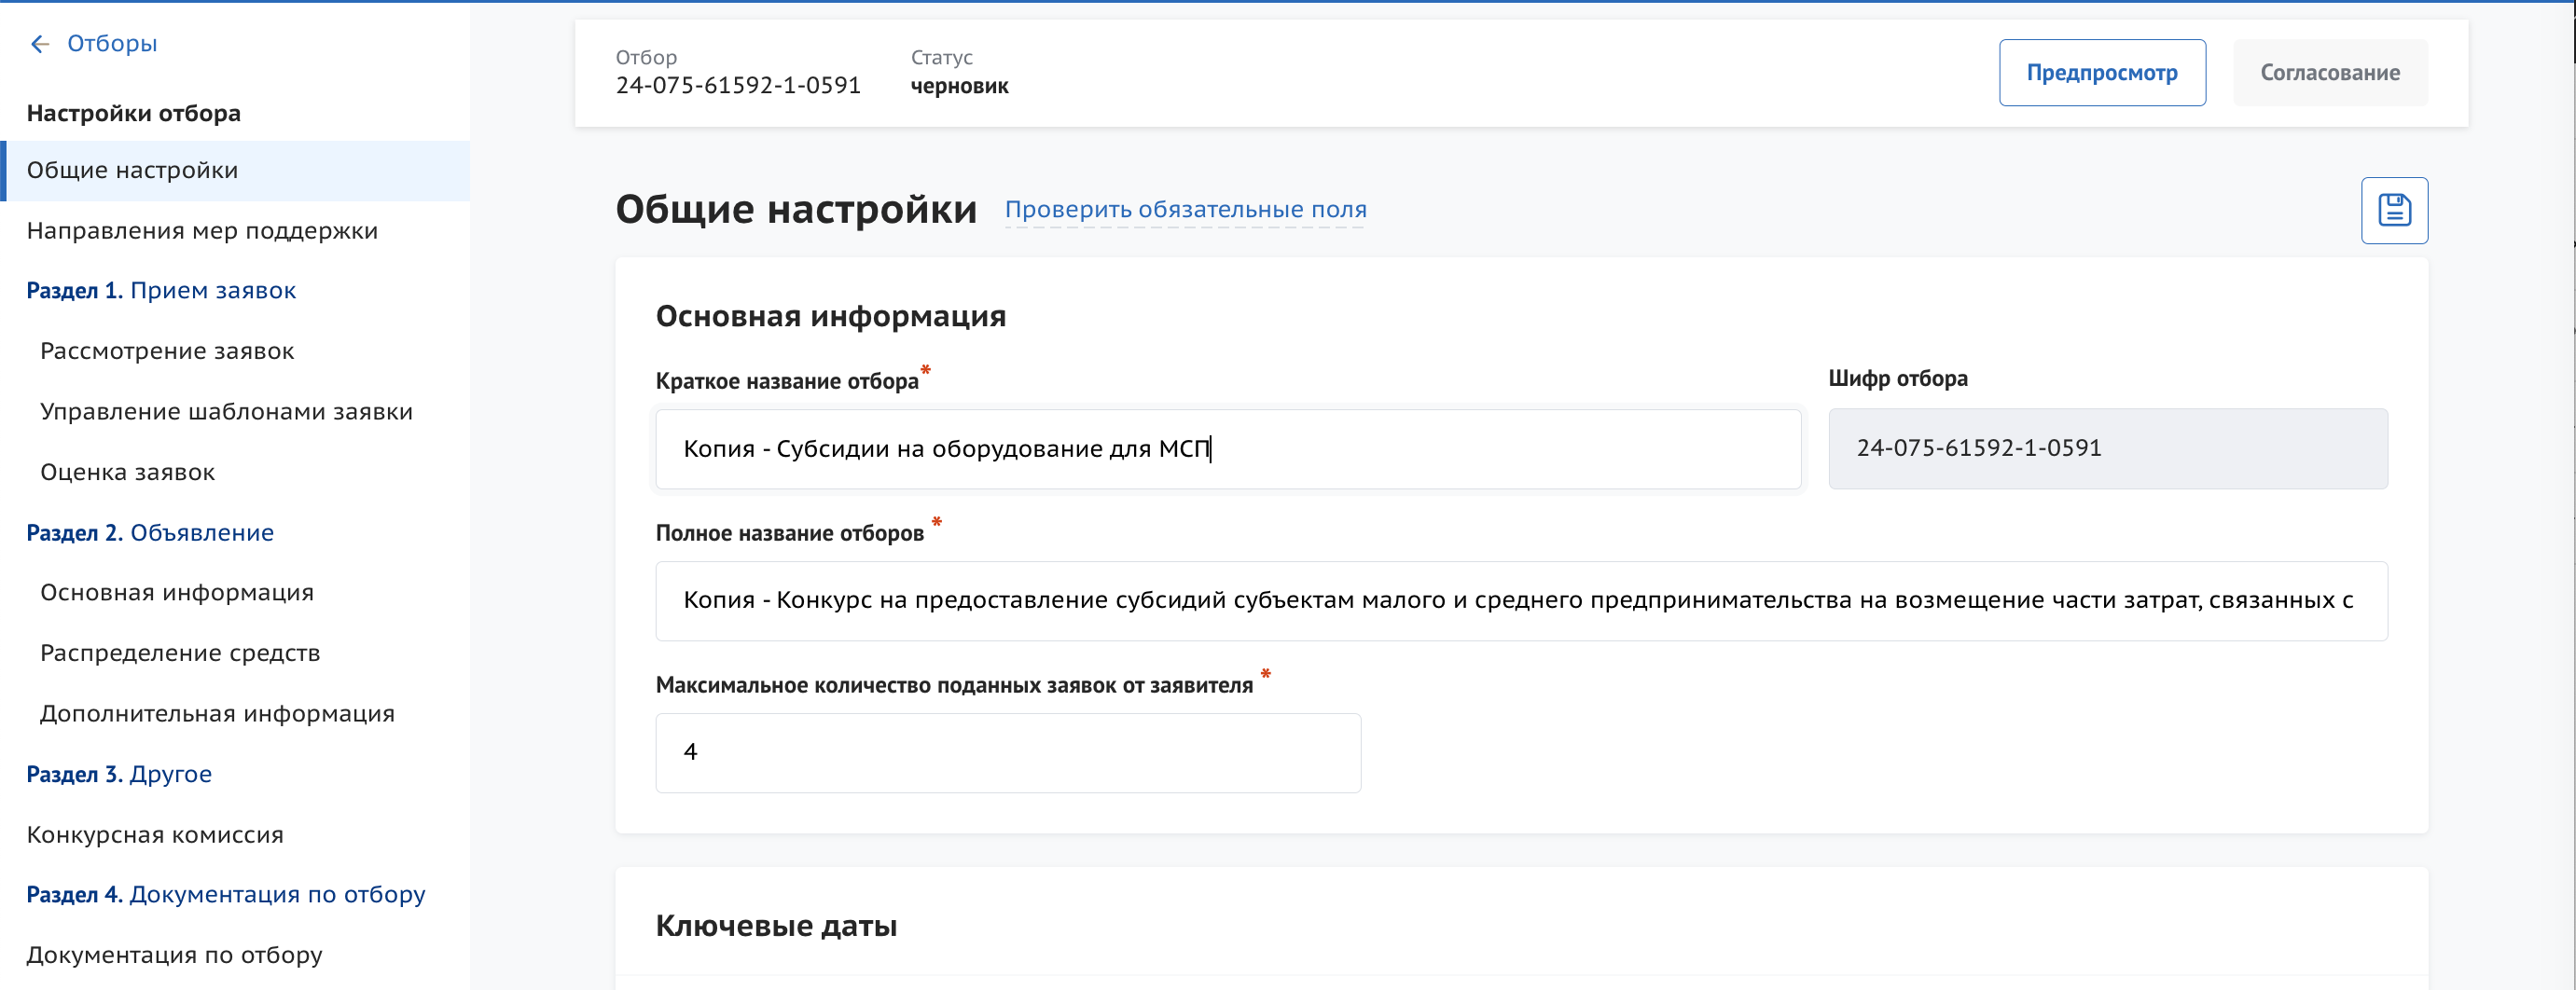 Отборы
Настройки отбора
Общие настройки
Направления мер поддержки
Раздел 1. Прием заявок
Рассмотрение заявок
Управление шаблонами заявки
Оценка заявок
Раздел 2. Объявление
Основная информация
Распределение средств
Дополнительная информация
Раздел 3. Другое
Конкурсная комиссия
Раздел 4. Документация по отбору
Документация по отбору
Отбор
24-075-61592-1-0591
Статус
черновик
Предпросмотр
Согласование
Общие настройки
Проверить обязательные поля
Основная информация
Краткое название отбора*
Копия - Субсидии на оборудование для МСП
Шифр отбора
24-075-61592-1-0591
Полное название отборов *
Копия - Конкурс на предоставление субсидий субъектам малого и среднего предпринимательства на возмещение части затрат, связанных с
Максимальное количество поданных заявок от заявителя *
4
Ключевые даты